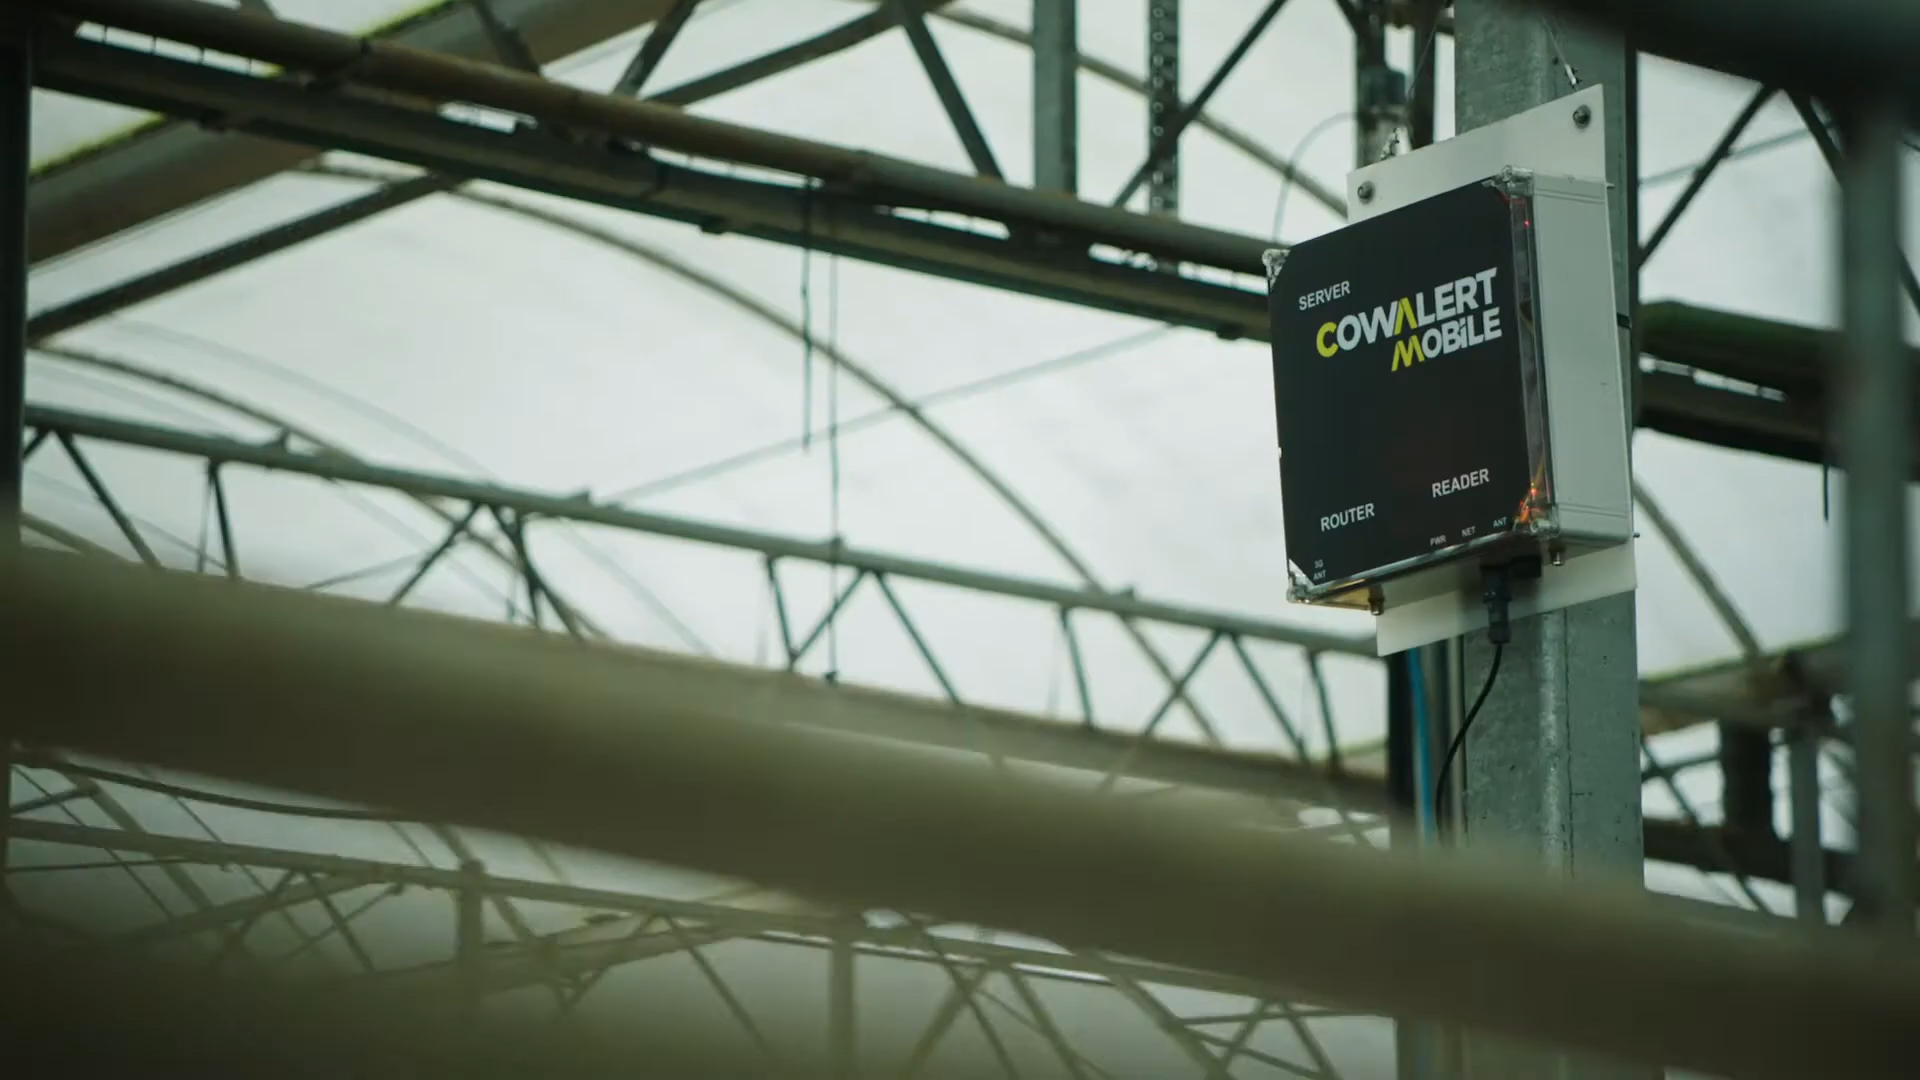 SERVER
COWALERT
MOBiLE
READER
ROUTER
PWR NET ANT
3G
ANT